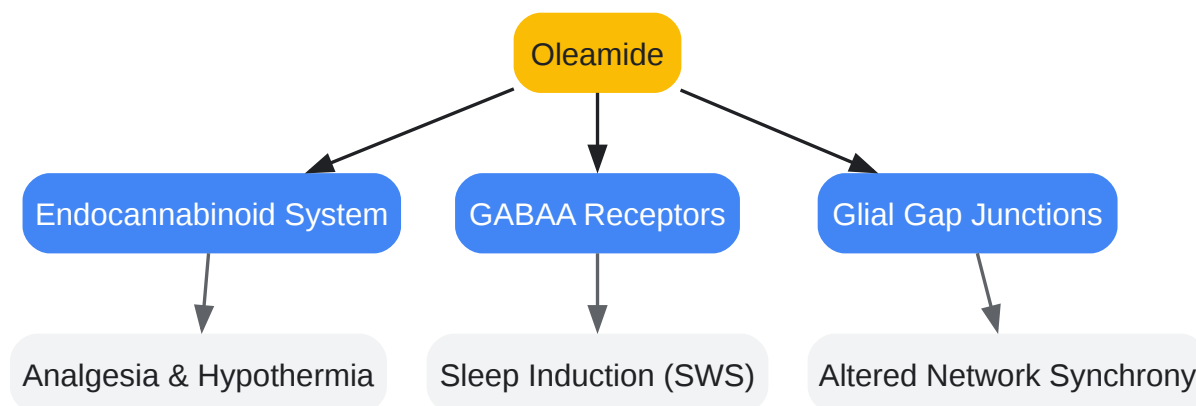 Oleamide
Endocannabinoid System
GABAA Receptors
Glial Gap Junctions
Analgesia & Hypothermia
Sleep Induction (SWS)
Altered Network Synchrony